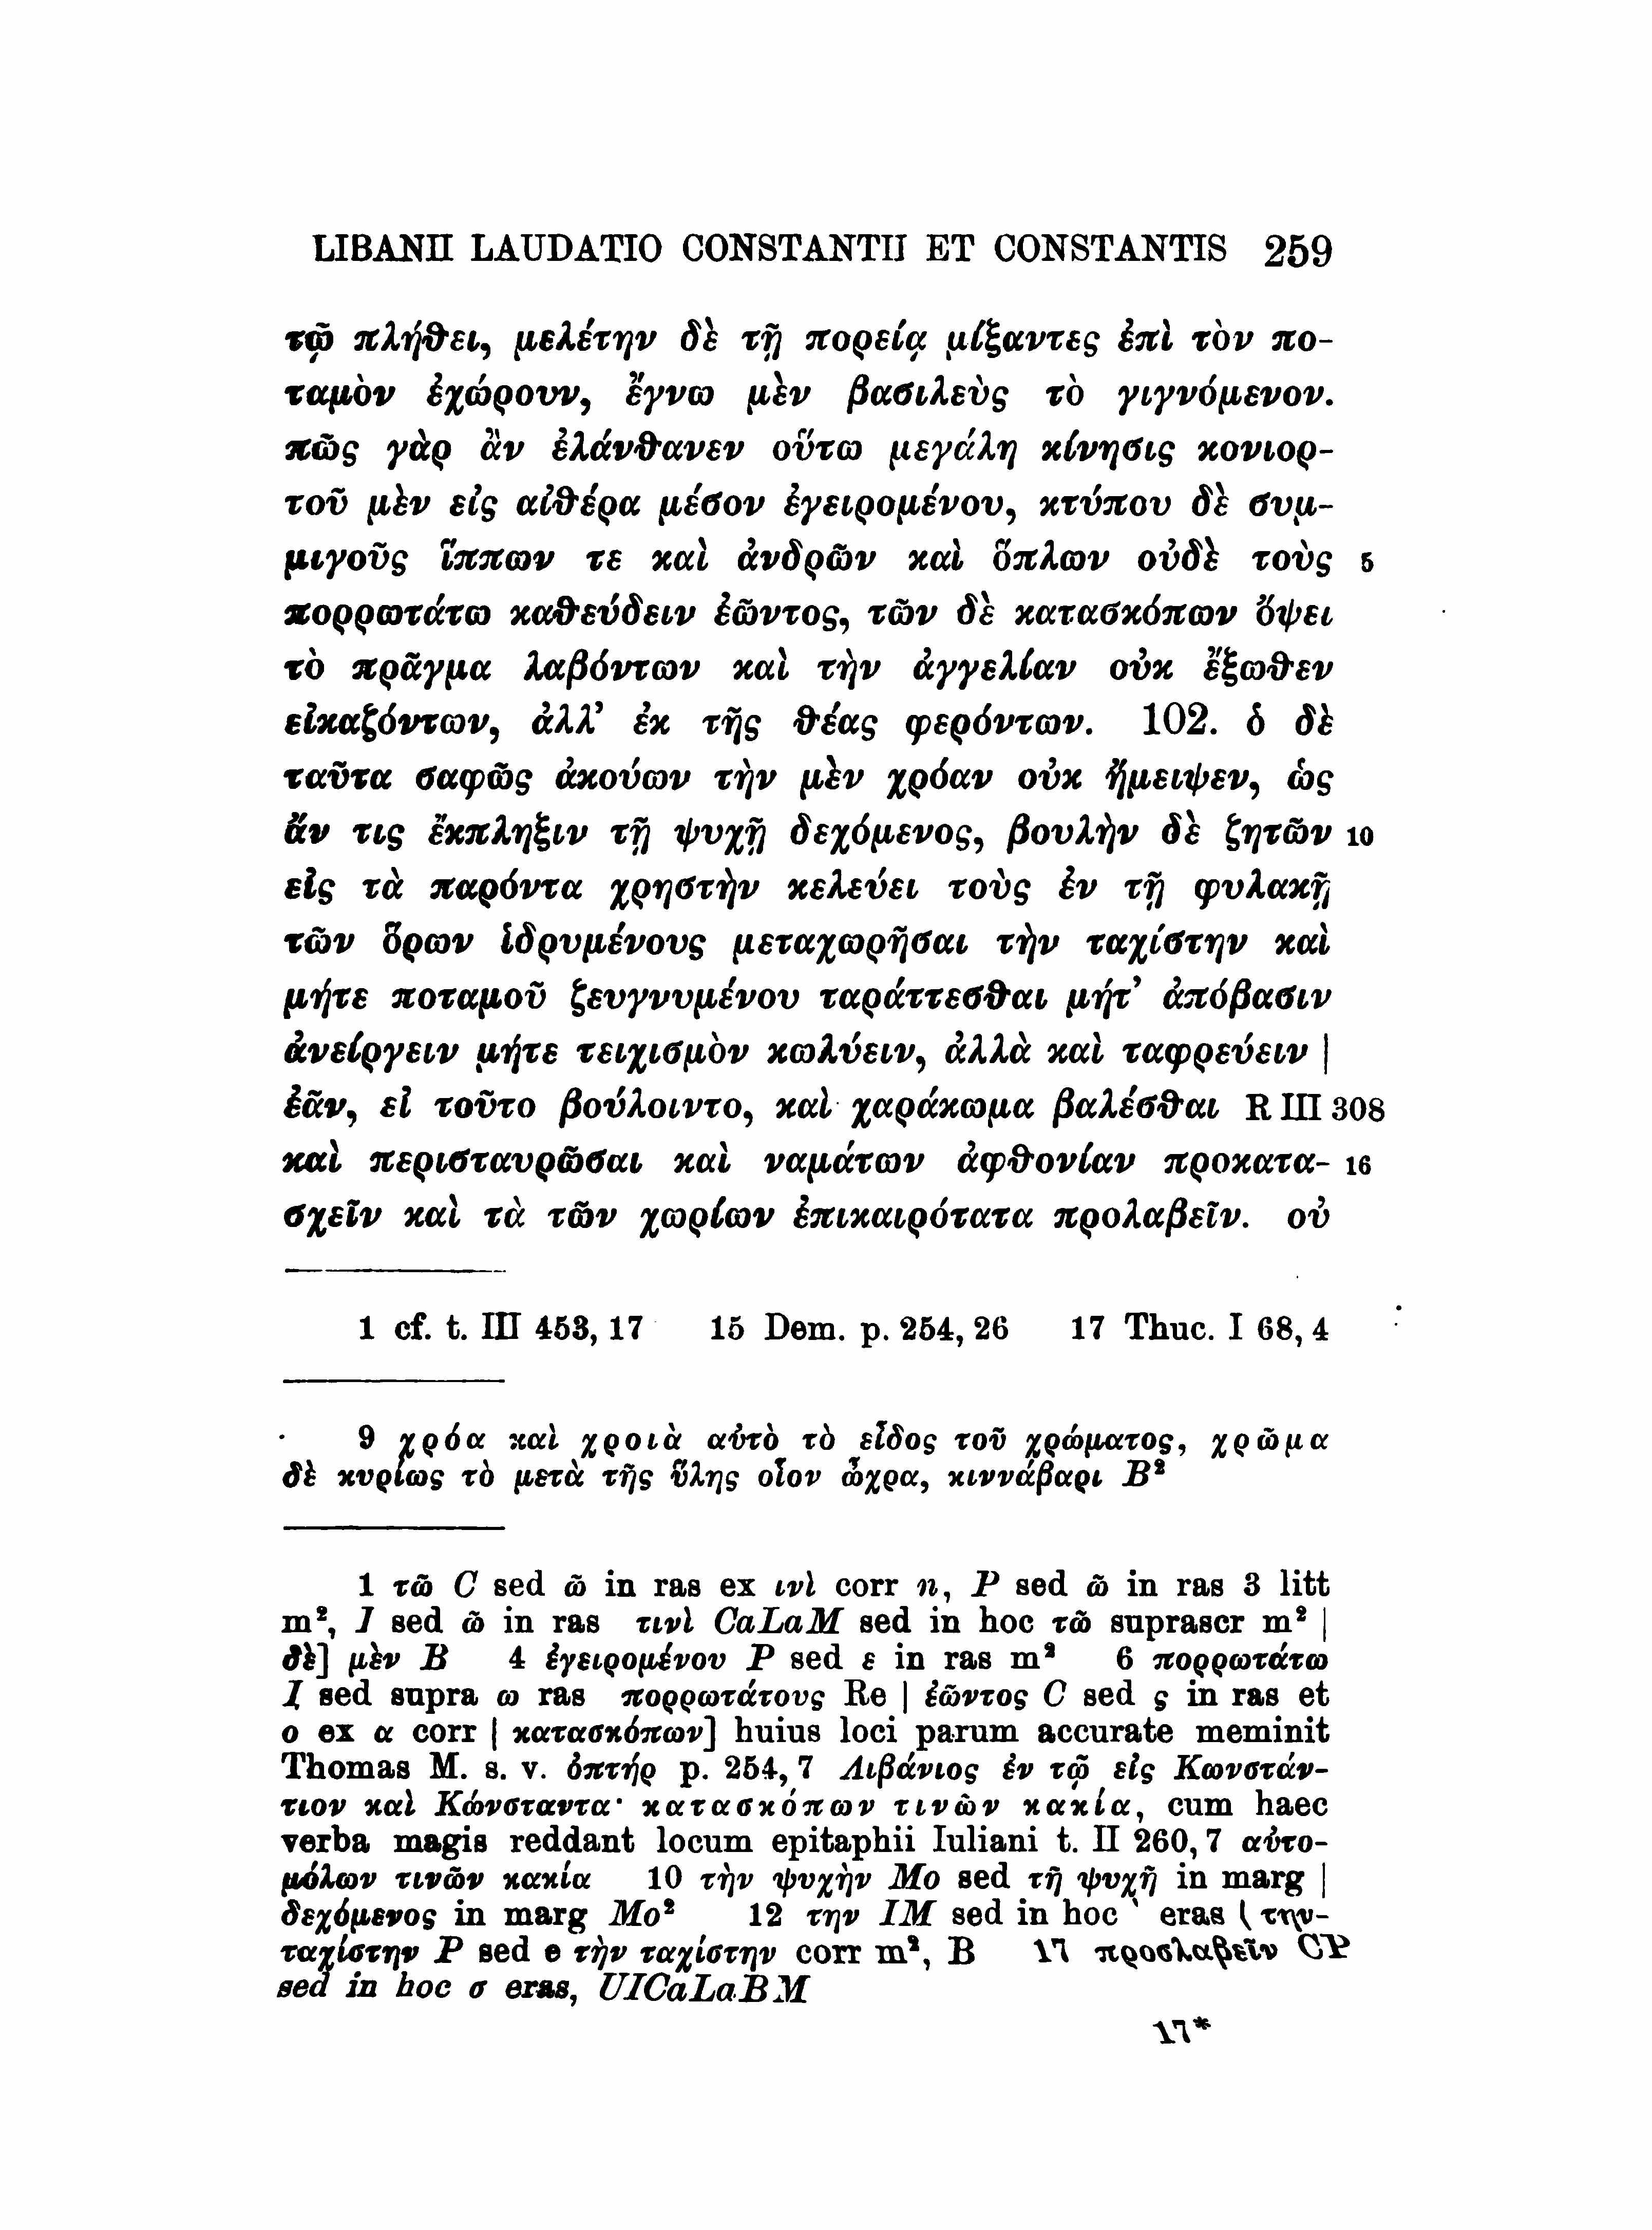 LIBANII LAUDATIO CONSTANTII ET CONSTANTIS 259
τῷ πλήθει, μελέτην δὲ τῇ πορείᾳ μίξαντες ἐπὶ τὸν πο-
ταμὸν ἐχώρουν, ἔγνω μὲν βασιλεὺς τὸ γιγνόμενον.
πῶς γὰρ ἂν ἐλάνθανεν οὕτω μεγάλη κίνησις κονιορ-
τοῦ μὲν εἰς αἰθέρα μέσον ἐγειρομένου, κτύπου δὲ συμ-
μιγοῦς ἵππων τε καὶ ἀνδρῶν καὶ ὅπλων οὐδὲ τοὺς 5
πορρωτάτω καθεύδειν ἐῶντος, τῶν δὲ κατασκόπων ὄψει
τὸ πρᾶγμα λαβόντων καὶ τὴν ἀγγελίαν οὐκ ἔξωθεν
εἰκαζόντων, ἀλλ’ ἐκ τῆς θέας φερόντων. 102. ὁ δὲ
ταῦτα σαφῶς ἀκούων τὴν μὲν χρόαν οὐκ ἤμειψεν, ὡς
ἄν τις ἔκπληξιν τῇ ψυχῇ δεχόμενος, βουλὴν δὲ ζητῶν 10
εἰς τὰ παρόντα χρηστὴν κελεύει τοὺς ἐν τῇ φυλακῇ
τῶν ὅρων ἱδρυμένους μεταχωρῆσαι τὴν ταχίστην καὶ
μήτε ποταμοῦ ζευγνυμένου ταράττεσθαι μήτ’ ἀπόβασιν
ἀνείργειν μήτε τειχισμὸν κωλύειν, ἀλλὰ καὶ ταφρεύειν |
ἐᾶν, εἰ τοῦτο βούλοιντο, καὶ χαράκωμα βαλέσθαι R III 308
καὶ περισταυρῶσαι καὶ ναμάτων ἀφθονίαν προκατα- 16
σχεῖν καὶ τὰ τῶν χωρίων ἐπικαιρότατα προλαβεῖν. οὐ
1 cf. t. III 453, 17 15 Dem. p. 254, 26 17 Thuc. I 68, 4
9 χρόα καὶ χροιὰ αὐτὸ τὸ εἶδος τοῦ χρώματος, χρῶμα
δὲ κυρίως τὸ μετὰ τῆς ὕλης οἷον ὤχρα, κιννάβαρι B²
1 τῶ C sed ῶ in ras ex ινὶ corr n, P sed ῶ in ras 3 litt
m², I sed ῶ in ras τινὶ CaLaM sed in hoc τῶ suprascr m² |
δὲ] μὲν B 4 ἐγειρομένου P sed ε in ras m² 6 πορρωτάτω
I sed supra ω ras πορρωτάτους Re | ἐῶντος C sed ς in ras et
ο ex α corr | κατασκόπων] huius loci parum accurate meminit
Thomas M. s. v. ὀπτήρ p. 254, 7 Λιβάνιος ἐν τῷ εἰς Κωνστάν-
τιον καὶ Κώνσταντα· κατασκόπων τινῶν κακία, cum haec
verba magis reddant locum epitaphii Iuliani t. II 260, 7 αὐτο-
μόλων τινῶν κακία 10 τὴν ψυχὴν Mo sed τῆ ψυχῆ in marg |
δεχόμενος in marg Mo² 12 την IM sed in hoc ` eras | την-
ταχίστην P sed e τὴν ταχίστην corr m², B 17 προσλαβεῖν CP
sed in hoc σ eras, UICaLaBM
17*